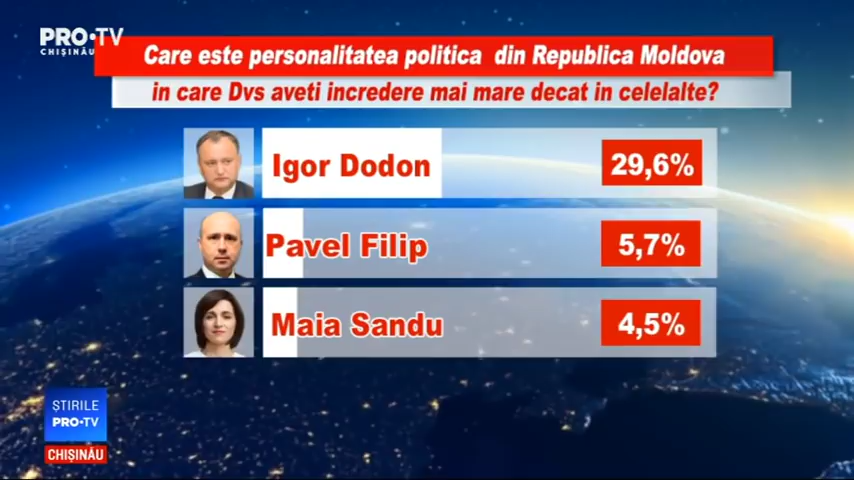 PRO•TV
CHIȘINĂU
Care este personalitatea politica din Republica Moldova
in care Dvs aveti incredere mai mare decat in celelalte?
Igor Dodon 29,6%
Pavel Filip 5,7%
Maia Sandu 4,5%
ȘTIRILE
PRO•TV
CHIȘINĂU